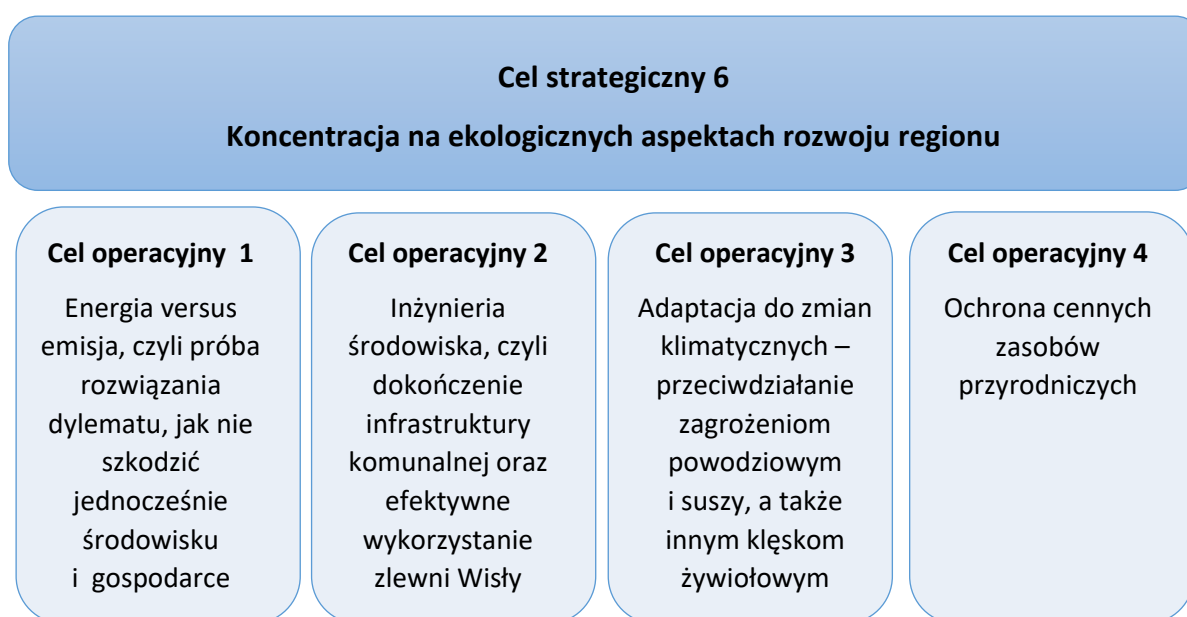 Cel strategiczny 6
Koncentracja na ekologicznych aspektach rozwoju regionu
Cel operacyjny 1
Energia versus
emisja, czyli próba
rozwiązania
dylematu, jak nie
szkodzić
jednocześnie
środowisku
i gospodarce
Cel operacyjny 2
Inżynieria
środowiska, czyli
dokończenie
infrastruktury
komunalnej oraz
efektywne
wykorzystanie
zlewni Wisły
Cel operacyjny 3
Adaptacja do zmian
klimatycznych –
przeciwdziałanie
zagrożeniom
powodziowym
i suszy, a także
innym klęskom
żywiołowym
Cel operacyjny 4
Ochrona cennych
zasobów
przyrodniczych